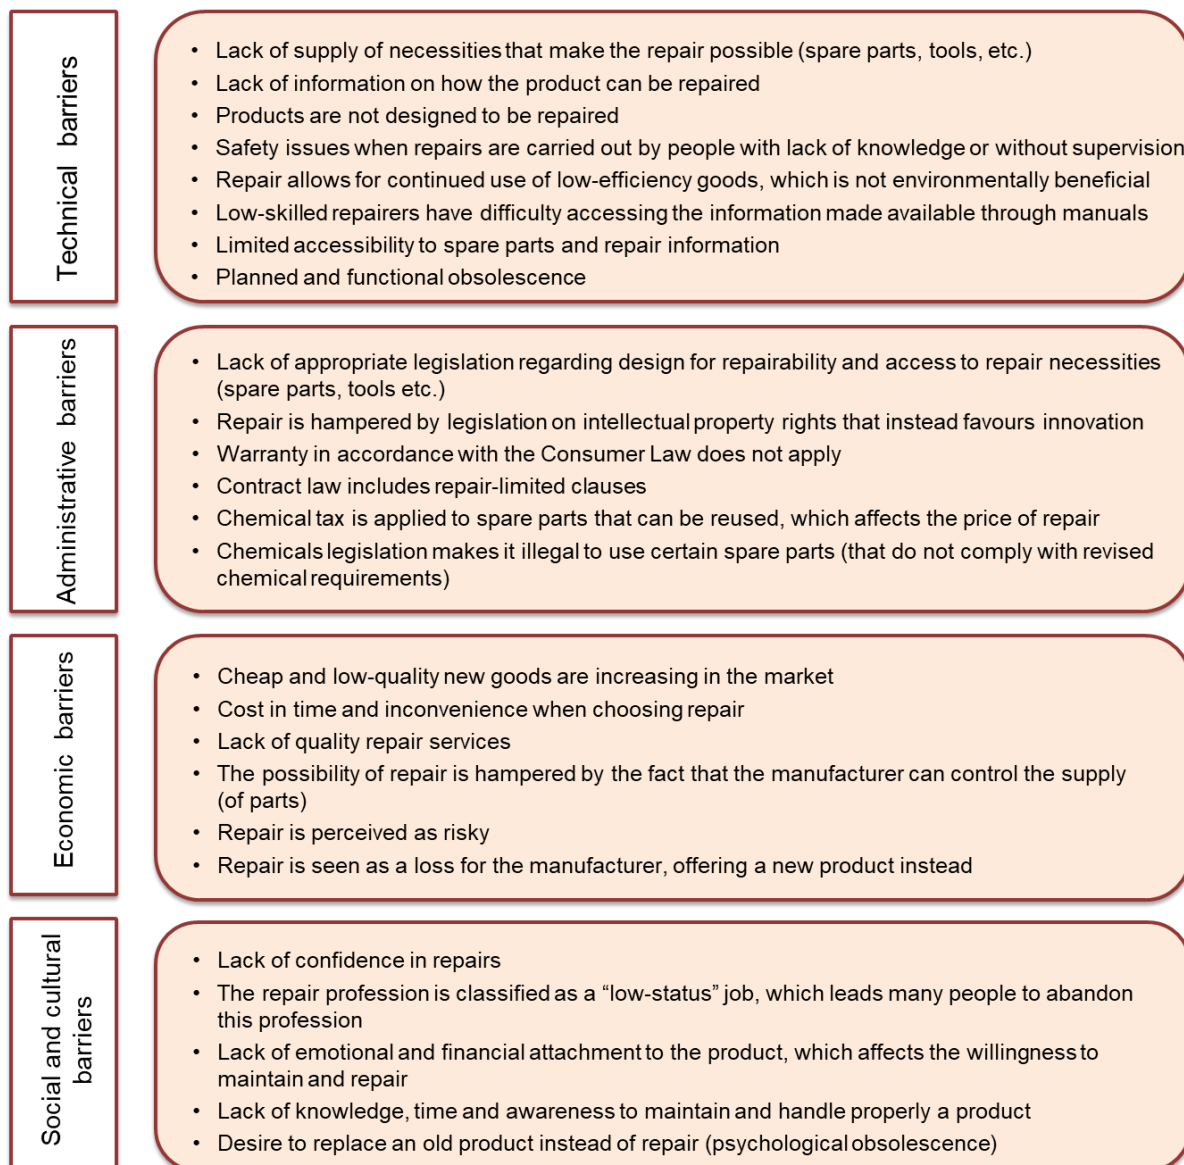 Technical barriers
• Lack of supply of necessities that make the repair possible (spare parts, tools, etc.)
• Lack of information on how the product can be repaired
• Products are not designed to be repaired
• Safety issues when repairs are carried out by people with lack of knowledge or without supervision
• Repair allows for continued use of low-efficiency goods, which is not environmentally beneficial
• Low-skilled repairers have difficulty accessing the information made available through manuals
• Limited accessibility to spare parts and repair information
• Planned and functional obsolescence
Administrative barriers
• Lack of appropriate legislation regarding design for repairability and access to repair necessities
(spare parts, tools etc.)
• Repair is hampered by legislation on intellectual property rights that instead favours innovation
• Warranty in accordance with the Consumer Law does not apply
• Contract law includes repair-limited clauses
• Chemical tax is applied to spare parts that can be reused, which affects the price of repair
• Chemicals legislation makes it illegal to use certain spare parts (that do not comply with revised
chemical requirements)
Economic barriers
• Cheap and low-quality new goods are increasing in the market
• Cost in time and inconvenience when choosing repair
• Lack of quality repair services
• The possibility of repair is hampered by the fact that the manufacturer can control the supply
(of parts)
• Repair is perceived as risky
• Repair is seen as a loss for the manufacturer, offering a new product instead
Social and cultural
barriers
• Lack of confidence in repairs
• The repair profession is classified as a “low-status” job, which leads many people to abandon
this profession
• Lack of emotional and financial attachment to the product, which affects the willingness to
maintain and repair
• Lack of knowledge, time and awareness to maintain and handle properly a product
• Desire to replace an old product instead of repair (psychological obsolescence)